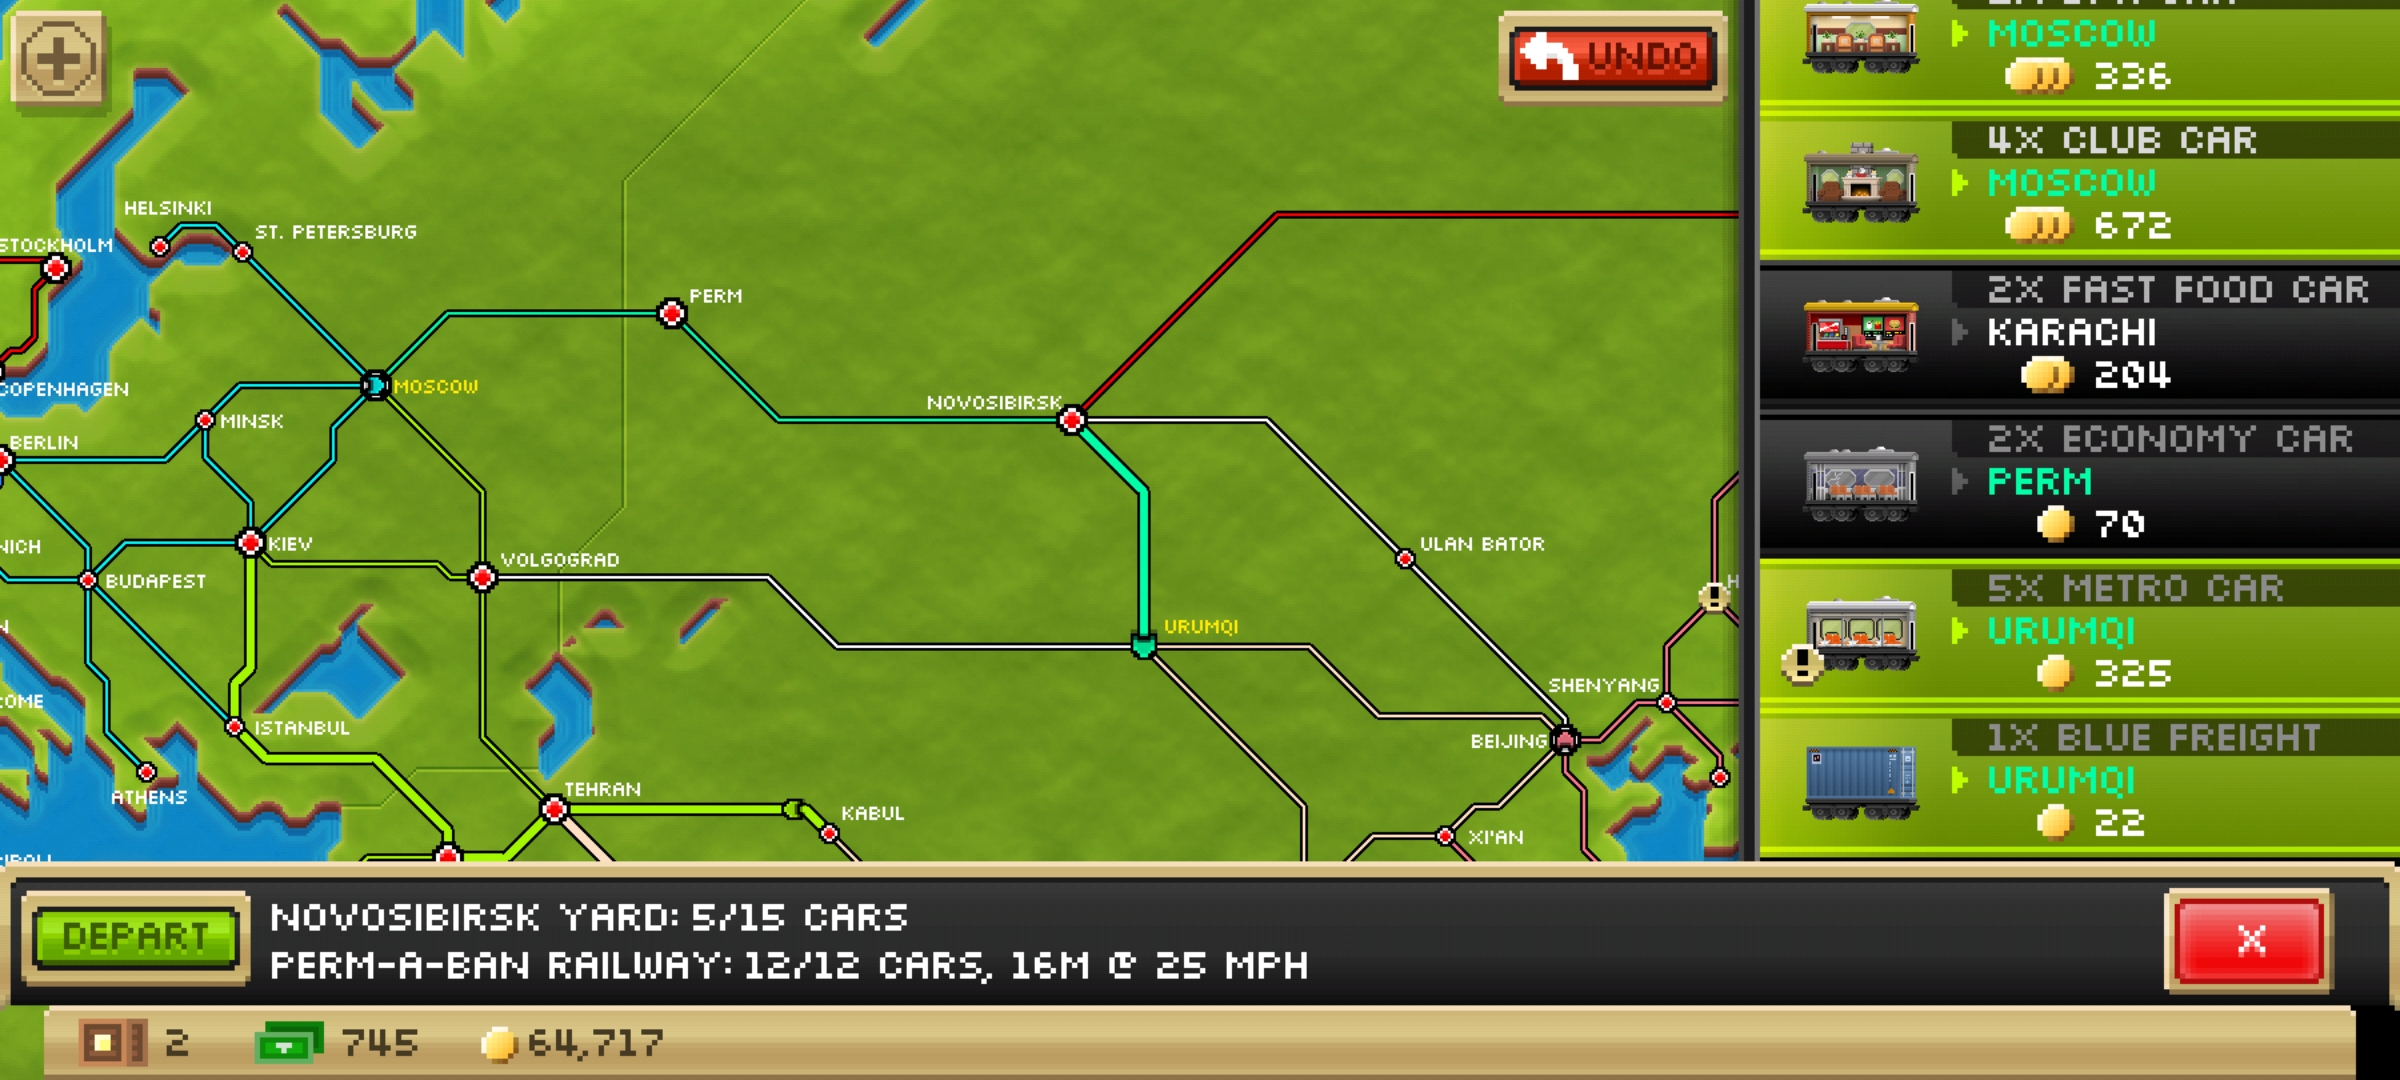 UNDO
HELSINKI
ST. PETERSBURG
STOCKHOLM
PERM
COPENHAGEN
MOSCOW
NOVOSIBIRSK
MINSK
BERLIN
KIEV
ULAN BATOR
VOLGOGRAD
BUDAPEST
URUMQI
SHENYANG
ISTANBUL
BEIJING
ATHENS
TEHRAN
KABUL
XI'AN
MOSCOW
336
4X CLUB CAR
MOSCOW
672
2X FAST FOOD CAR
KARACHI
204
2X ECONOMY CAR
PERM
70
5X METRO CAR
URUMQI
325
1X BLUE FREIGHT
URUMQI
22
DEPART
NOVOSIBIRSK YARD: 5/15 CARS
PERM-A-BAN RAILWAY: 12/12 CARS, 16M @ 25 MPH
X
2
745
64,717